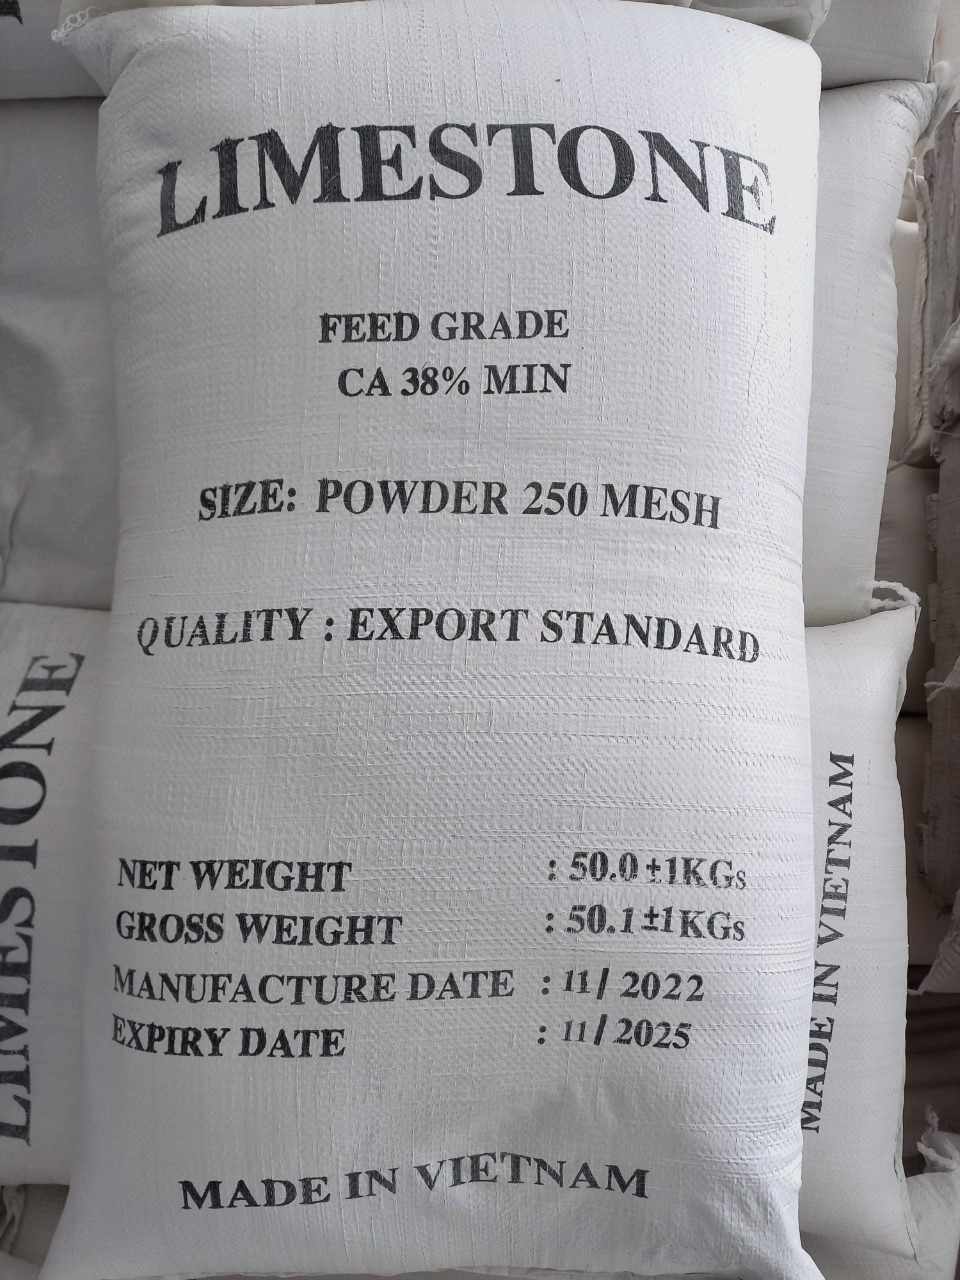 LIMESTONE
FEED GRADE
CA 38% MIN
SIZE: POWDER 250 MESH
QUALITY : EXPORT STANDARD
NET WEIGHT : 50.0 ±1KGs
GROSS WEIGHT : 50.1 ±1KGs
MANUFACTURE DATE : 11/ 2022
EXPIRY DATE : 11/ 2025
MADE IN VIETNAM
LIMESTONE
MADE IN VIETNAM